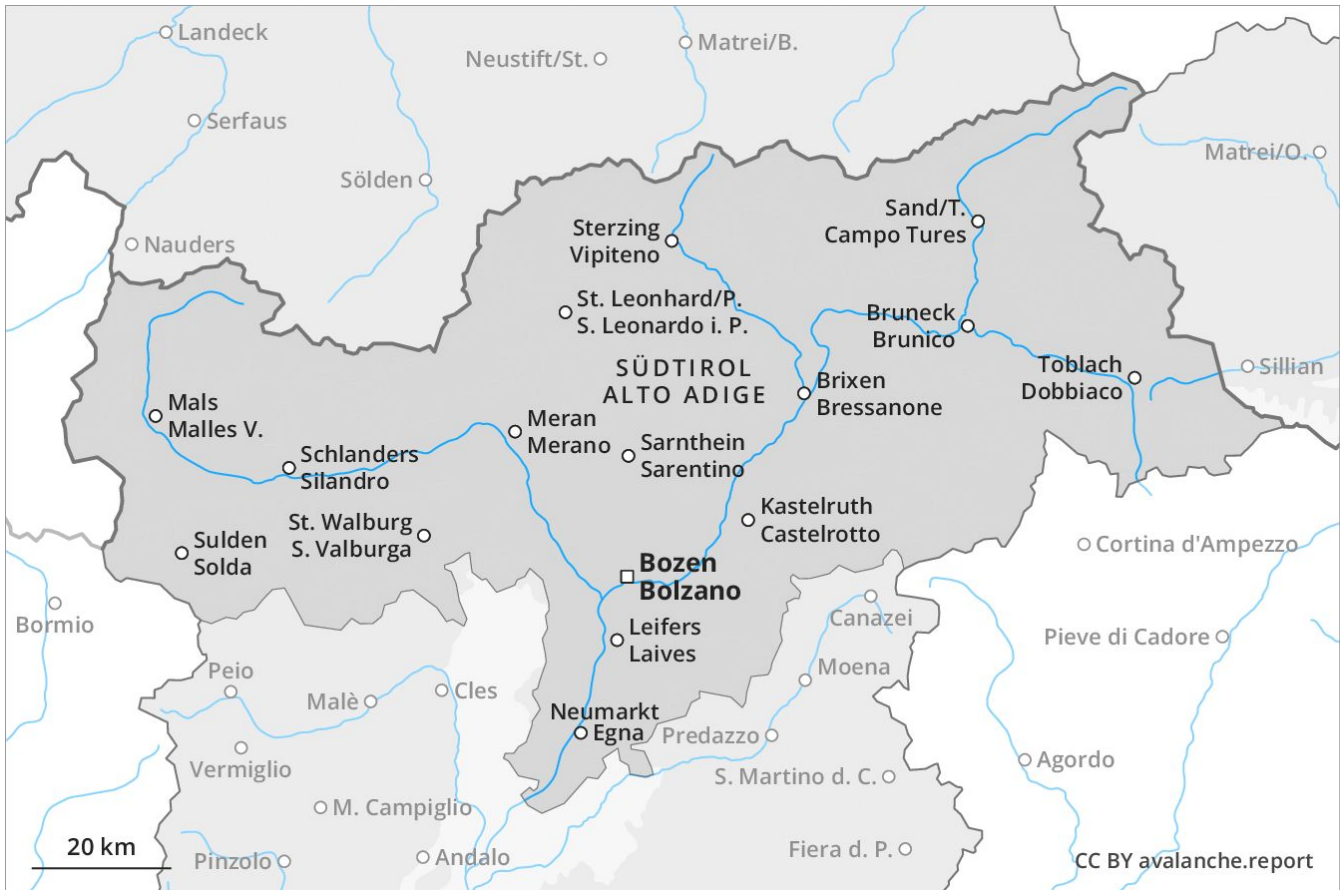 Landeck
Neustift/St.
Matrei/B.
Serfaus
Matrei/O.
Sölden
Sand/T.
Campo Tures
Nauders
Sterzing
Vipiteno
St. Leonhard/P.
S. Leonardo i. P.
Bruneck
Brunico
SÜDTIROL
ALTO ADIGE
Toblach
Dobbiaco
Sillian
Brixen
Bressanone
Mals
Malles V.
Meran
Merano
Sarnthein
Sarentino
Schlanders
Silandro
Kastelruth
Castelrotto
St. Walburg
S. Valburga
Sulden
Solda
Cortina d'Ampezzo
Bozen
Bolzano
Bormio
Canazei
Leifers
Laives
Pieve di Cadore
Peio
Moena
Malè
Cles
Neumarkt
Egna
Predazzo
Vermiglio
S. Martino d. C.
Agordo
M. Campiglio
20 km
Pinzolo
Andalo
Fiera d. P.
CC BY avalanche.report